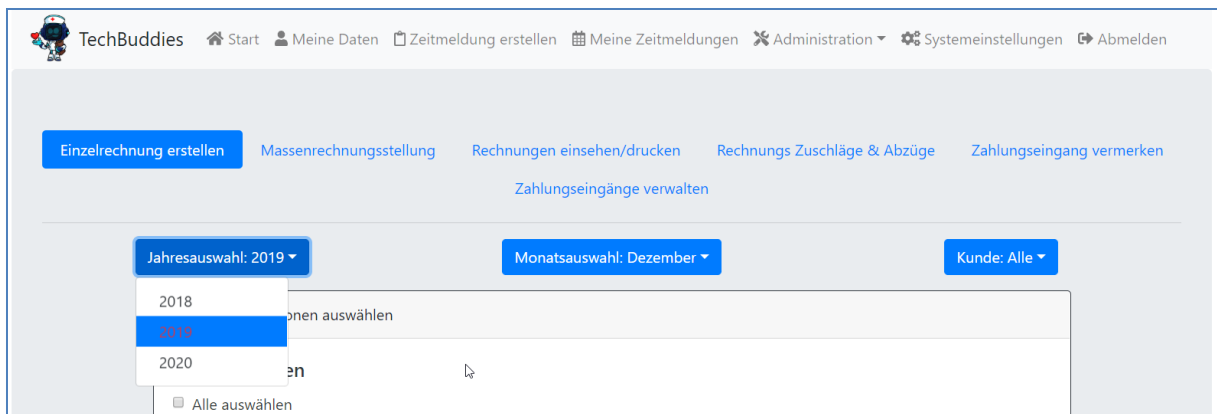 TechBuddies Start Meine Daten Zeitmeldung erstellen Meine Zeitmeldungen Administration Systemeinstellungen Abmelden
Einzelrechnung erstellen Massenrechnungsstellung Rechnungen einsehen/drucken Rechnungs Zuschläge & Abzüge Zahlungseingang vermerken
Zahlungseingänge verwalten
Jahresauswahl: 2019 Monatsauswahl: Dezember Kunde: Alle
2018
onen auswählen
2019
2020
en
Alle auswählen